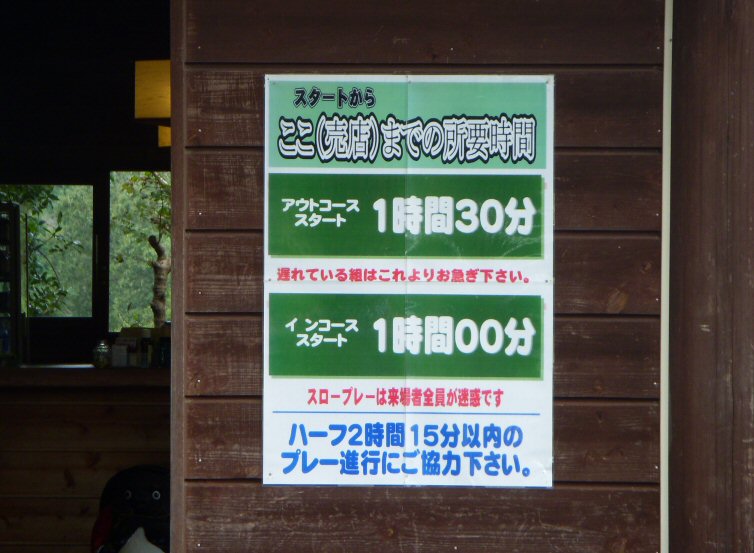 スタートから
ここ(売店)までの所要時間
アウトコース
スタート
1時間30分
遅れている組はこれよりお急ぎ下さい。
インコース
スタート
1時間00分
スロープレーは来場者全員が迷惑です
ハーフ2時間15分以内の
プレー進行にご協力下さい。